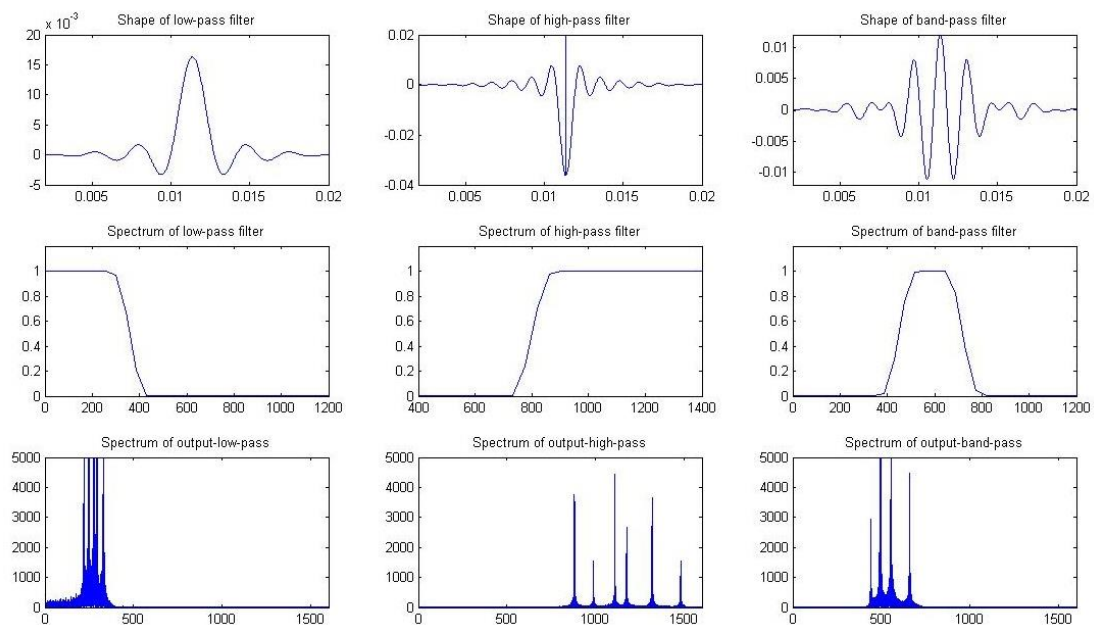 Shape of low-pass filter
x 10^-3
20
15
10
5
0
-5
0.005 0.01 0.015 0.02
Shape of high-pass filter
0.02
0
-0.02
-0.04
0.005 0.01 0.015 0.02
Shape of band-pass filter
0.01
0.005
0
-0.005
-0.01
0.005 0.01 0.015 0.02
Spectrum of low-pass filter
1
0.8
0.6
0.4
0.2
0
0 200 400 600 800 1000 1200
Spectrum of high-pass filter
1
0.8
0.6
0.4
0.2
0
400 600 800 1000 1200 1400
Spectrum of band-pass filter
1
0.8
0.6
0.4
0.2
0
0 200 400 600 800 1000 1200
Spectrum of output-low-pass
5000
4000
3000
2000
1000
0
0 500 1000 1500
Spectrum of output-high-pass
5000
4000
3000
2000
1000
0
0 500 1000 1500
Spectrum of output-band-pass
5000
4000
3000
2000
1000
0
0 500 1000 1500